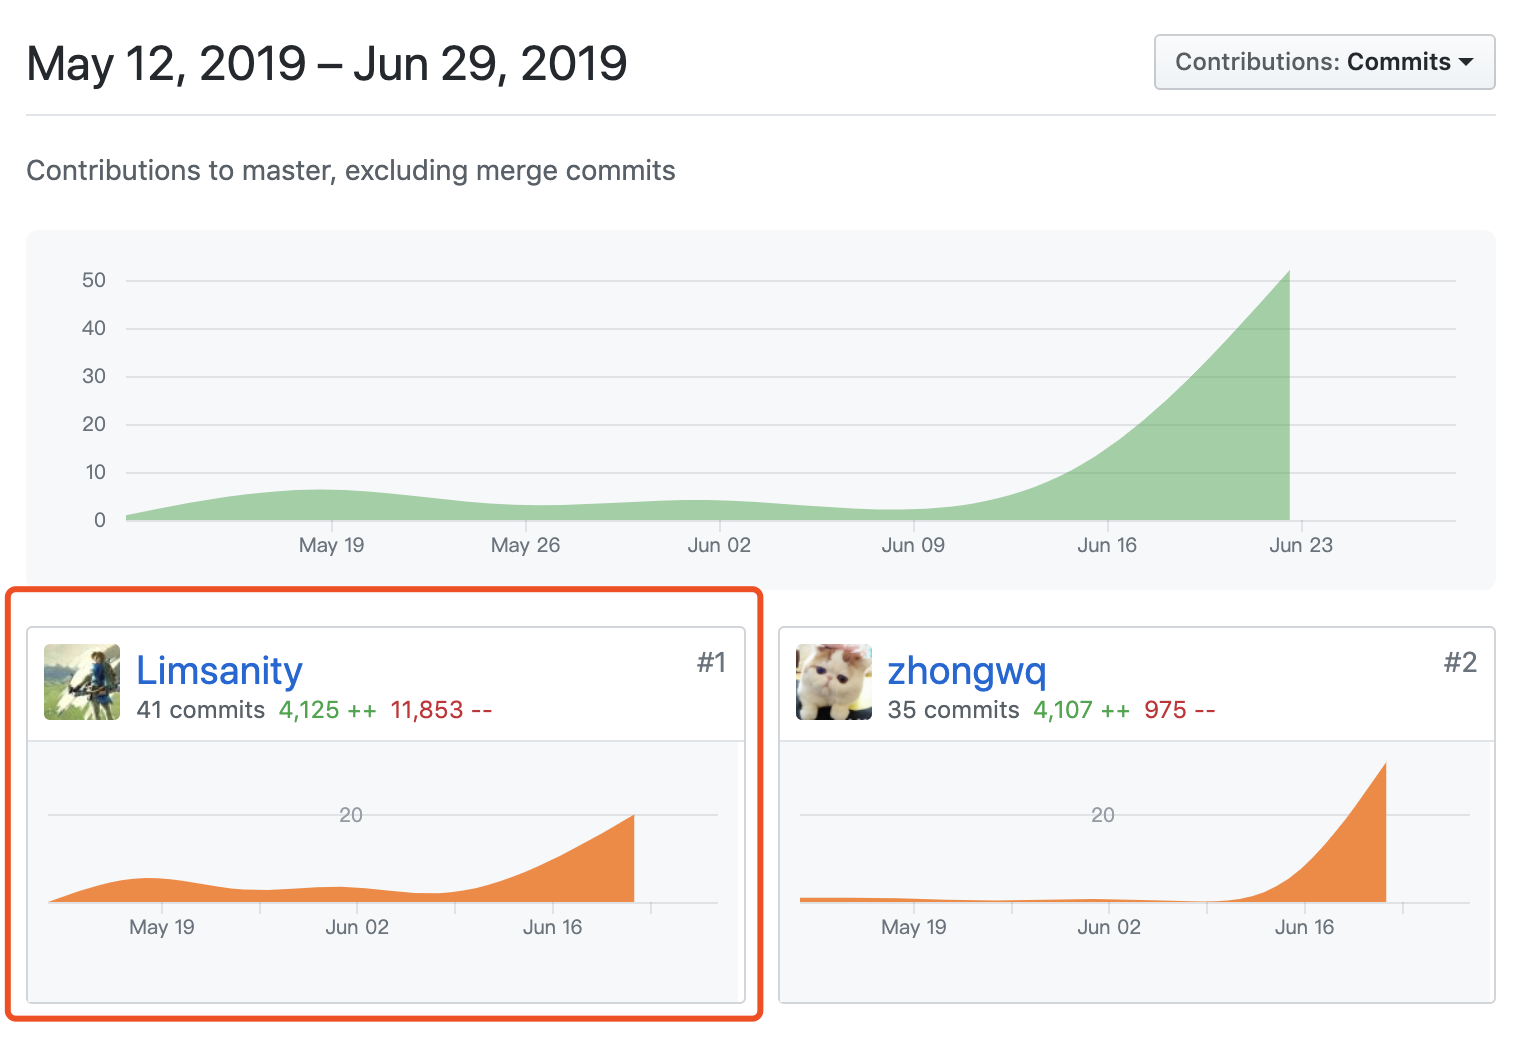 May 12, 2019 – Jun 29, 2019
Contributions: Commits
Contributions to master, excluding merge commits
50
40
30
20
10
0
May 19 May 26 Jun 02 Jun 09 Jun 16 Jun 23
Limsanity #1
41 commits 4,125 ++ 11,853 --
20
May 19 Jun 02 Jun 16
zhongwq #2
35 commits 4,107 ++ 975 --
20
May 19 Jun 02 Jun 16